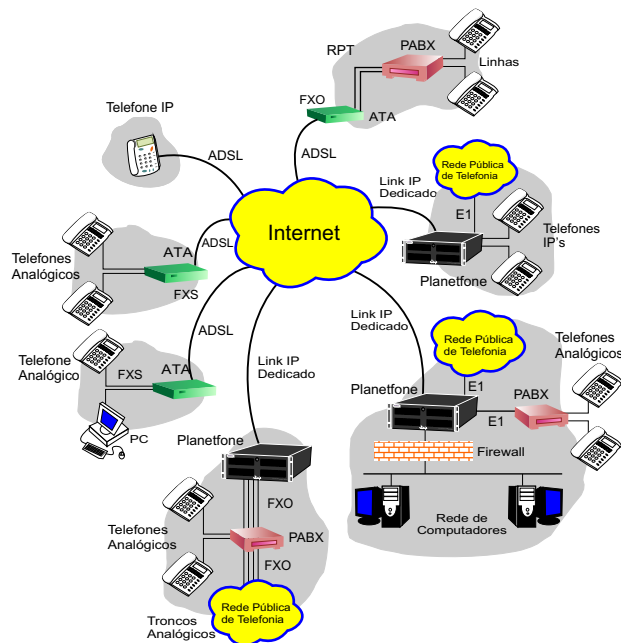 RPT
PABX
Linhas
FXO
ATA
ADSL
Telefone IP
ADSL
Rede Pública
de Telefonia
Link IP
Dedicado
E1
Telefones
IP's
Planetfone
Internet
ATA
ADSL
Telefones
Analógicos
FXS
ADSL
Telefone
Analógico
FXS
ATA
PC
Link IP
Dedicado
Link IP
Dedicado
Rede Pública
de Telefonia
Telefones
Analógicos
Planetfone
E1
PABX
E1
Firewall
Rede de
Computadores
Planetfone
FXO
Telefones
Analógicos
PABX
FXO
Troncos
Analógicos
Rede Pública
de Telefonia